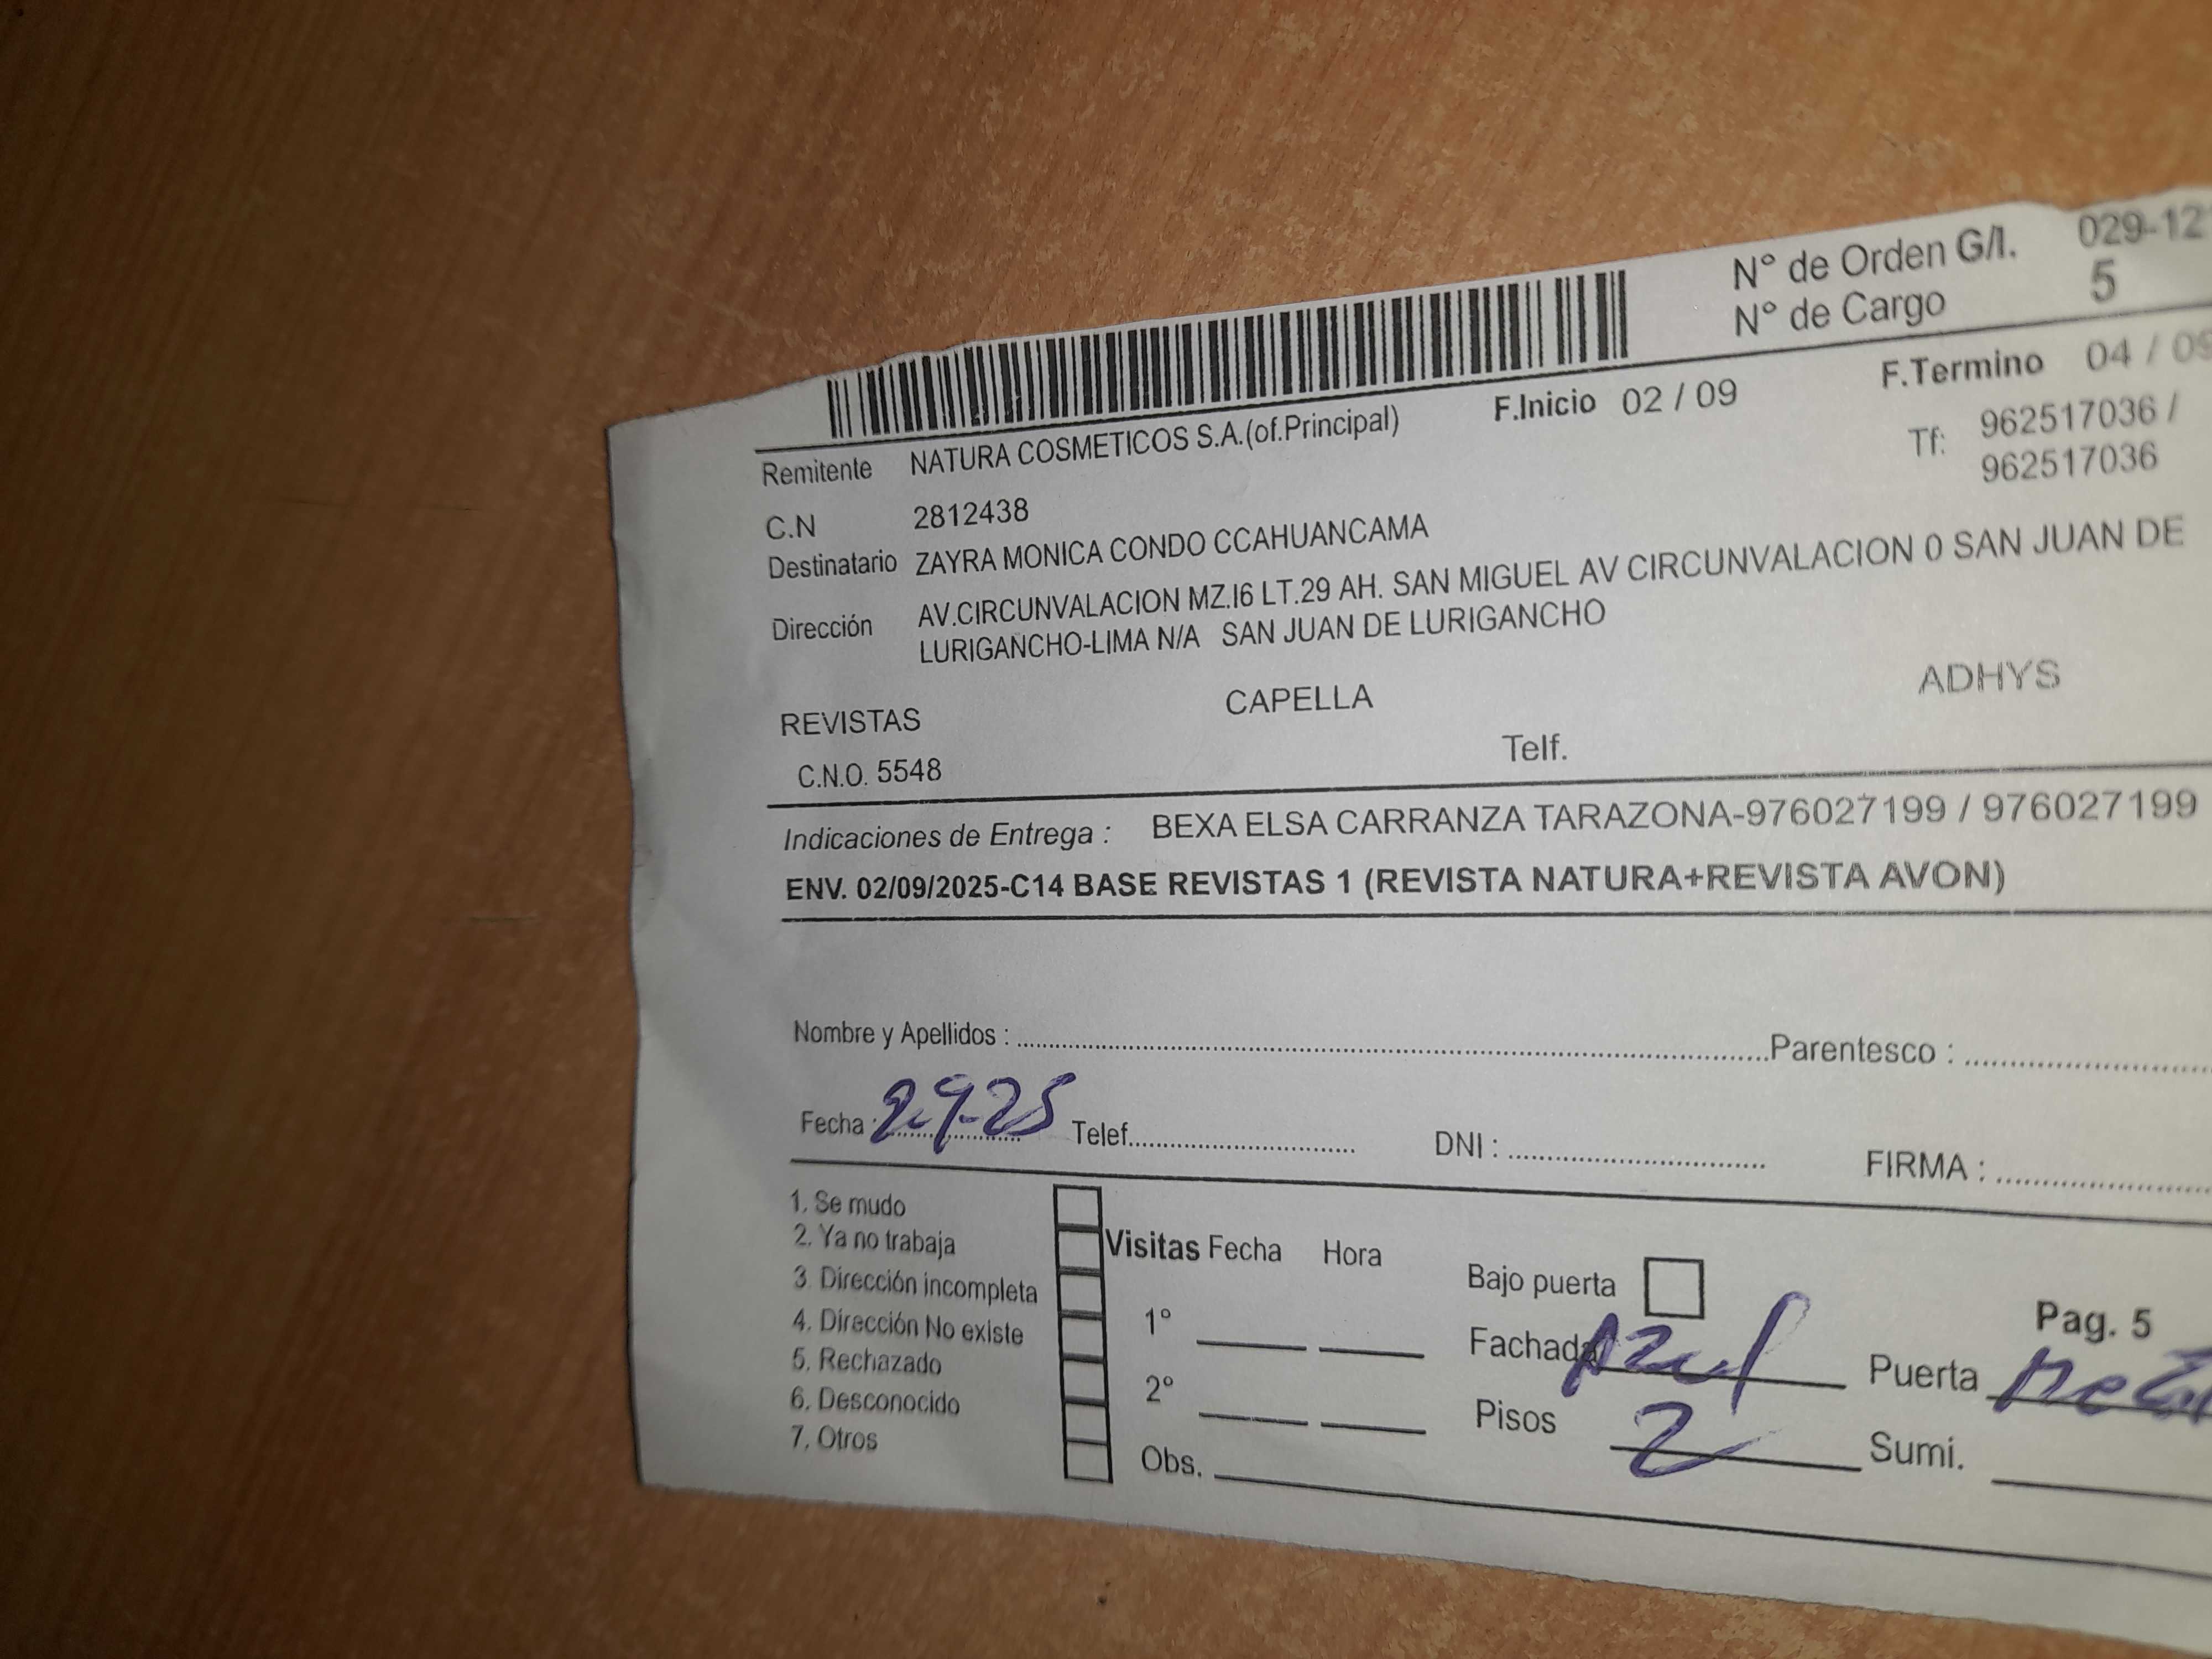 N° de Orden G/I. 029-12
N° de Cargo 5
F.Inicio 02 / 09 F.Termino 04 / 09
Remitente NATURA COSMETICOS S.A.(of.Principal) Tf: 962517036 /
962517036
C.N 2812438
Destinatario ZAYRA MONICA CONDO CCAHUANCAMA
Dirección AV.CIRCUNVALACION MZ.I6 LT.29 AH. SAN MIGUEL AV CIRCUNVALACION 0 SAN JUAN DE
LURIGANCHO-LIMA N/A SAN JUAN DE LURIGANCHO
REVISTAS CAPELLA ADHYS
C.N.O. 5548 Telf.
Indicaciones de Entrega : BEXA ELSA CARRANZA TARAZONA-976027199 / 976027199
ENV. 02/09/2025-C14 BASE REVISTAS 1 (REVISTA NATURA+REVISTA AVON)
Nombre y Apellidos : Parentesco :
Fecha : 2-9-25 Telef. DNI : FIRMA :
1. Se mudo
2. Ya no trabaja Visitas Fecha Hora
3. Dirección incompleta Bajo puerta
4. Dirección No existe 1° Fachada Azul Pag. 5
5. Rechazado Puerta
6. Desconocido 2° Pisos 2
7. Otros Obs. Sumi.